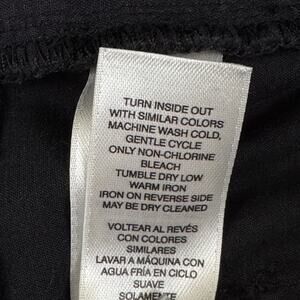 TURN INSIDE OUT
WITH SIMILAR COLORS
MACHINE WASH COLD,
GENTLE CYCLE
ONLY NON-CHLORINE
BLEACH
TUMBLE DRY LOW
WARM IRON
IRON ON REVERSE SIDE
MAY BE DRY CLEANED
VOLTEAR AL REVÉS
CON COLORES
SIMILARES
LAVAR A MÁQUINA CON
AGUA FRÍA EN CICLO
SUAVE
SOLAMENTE